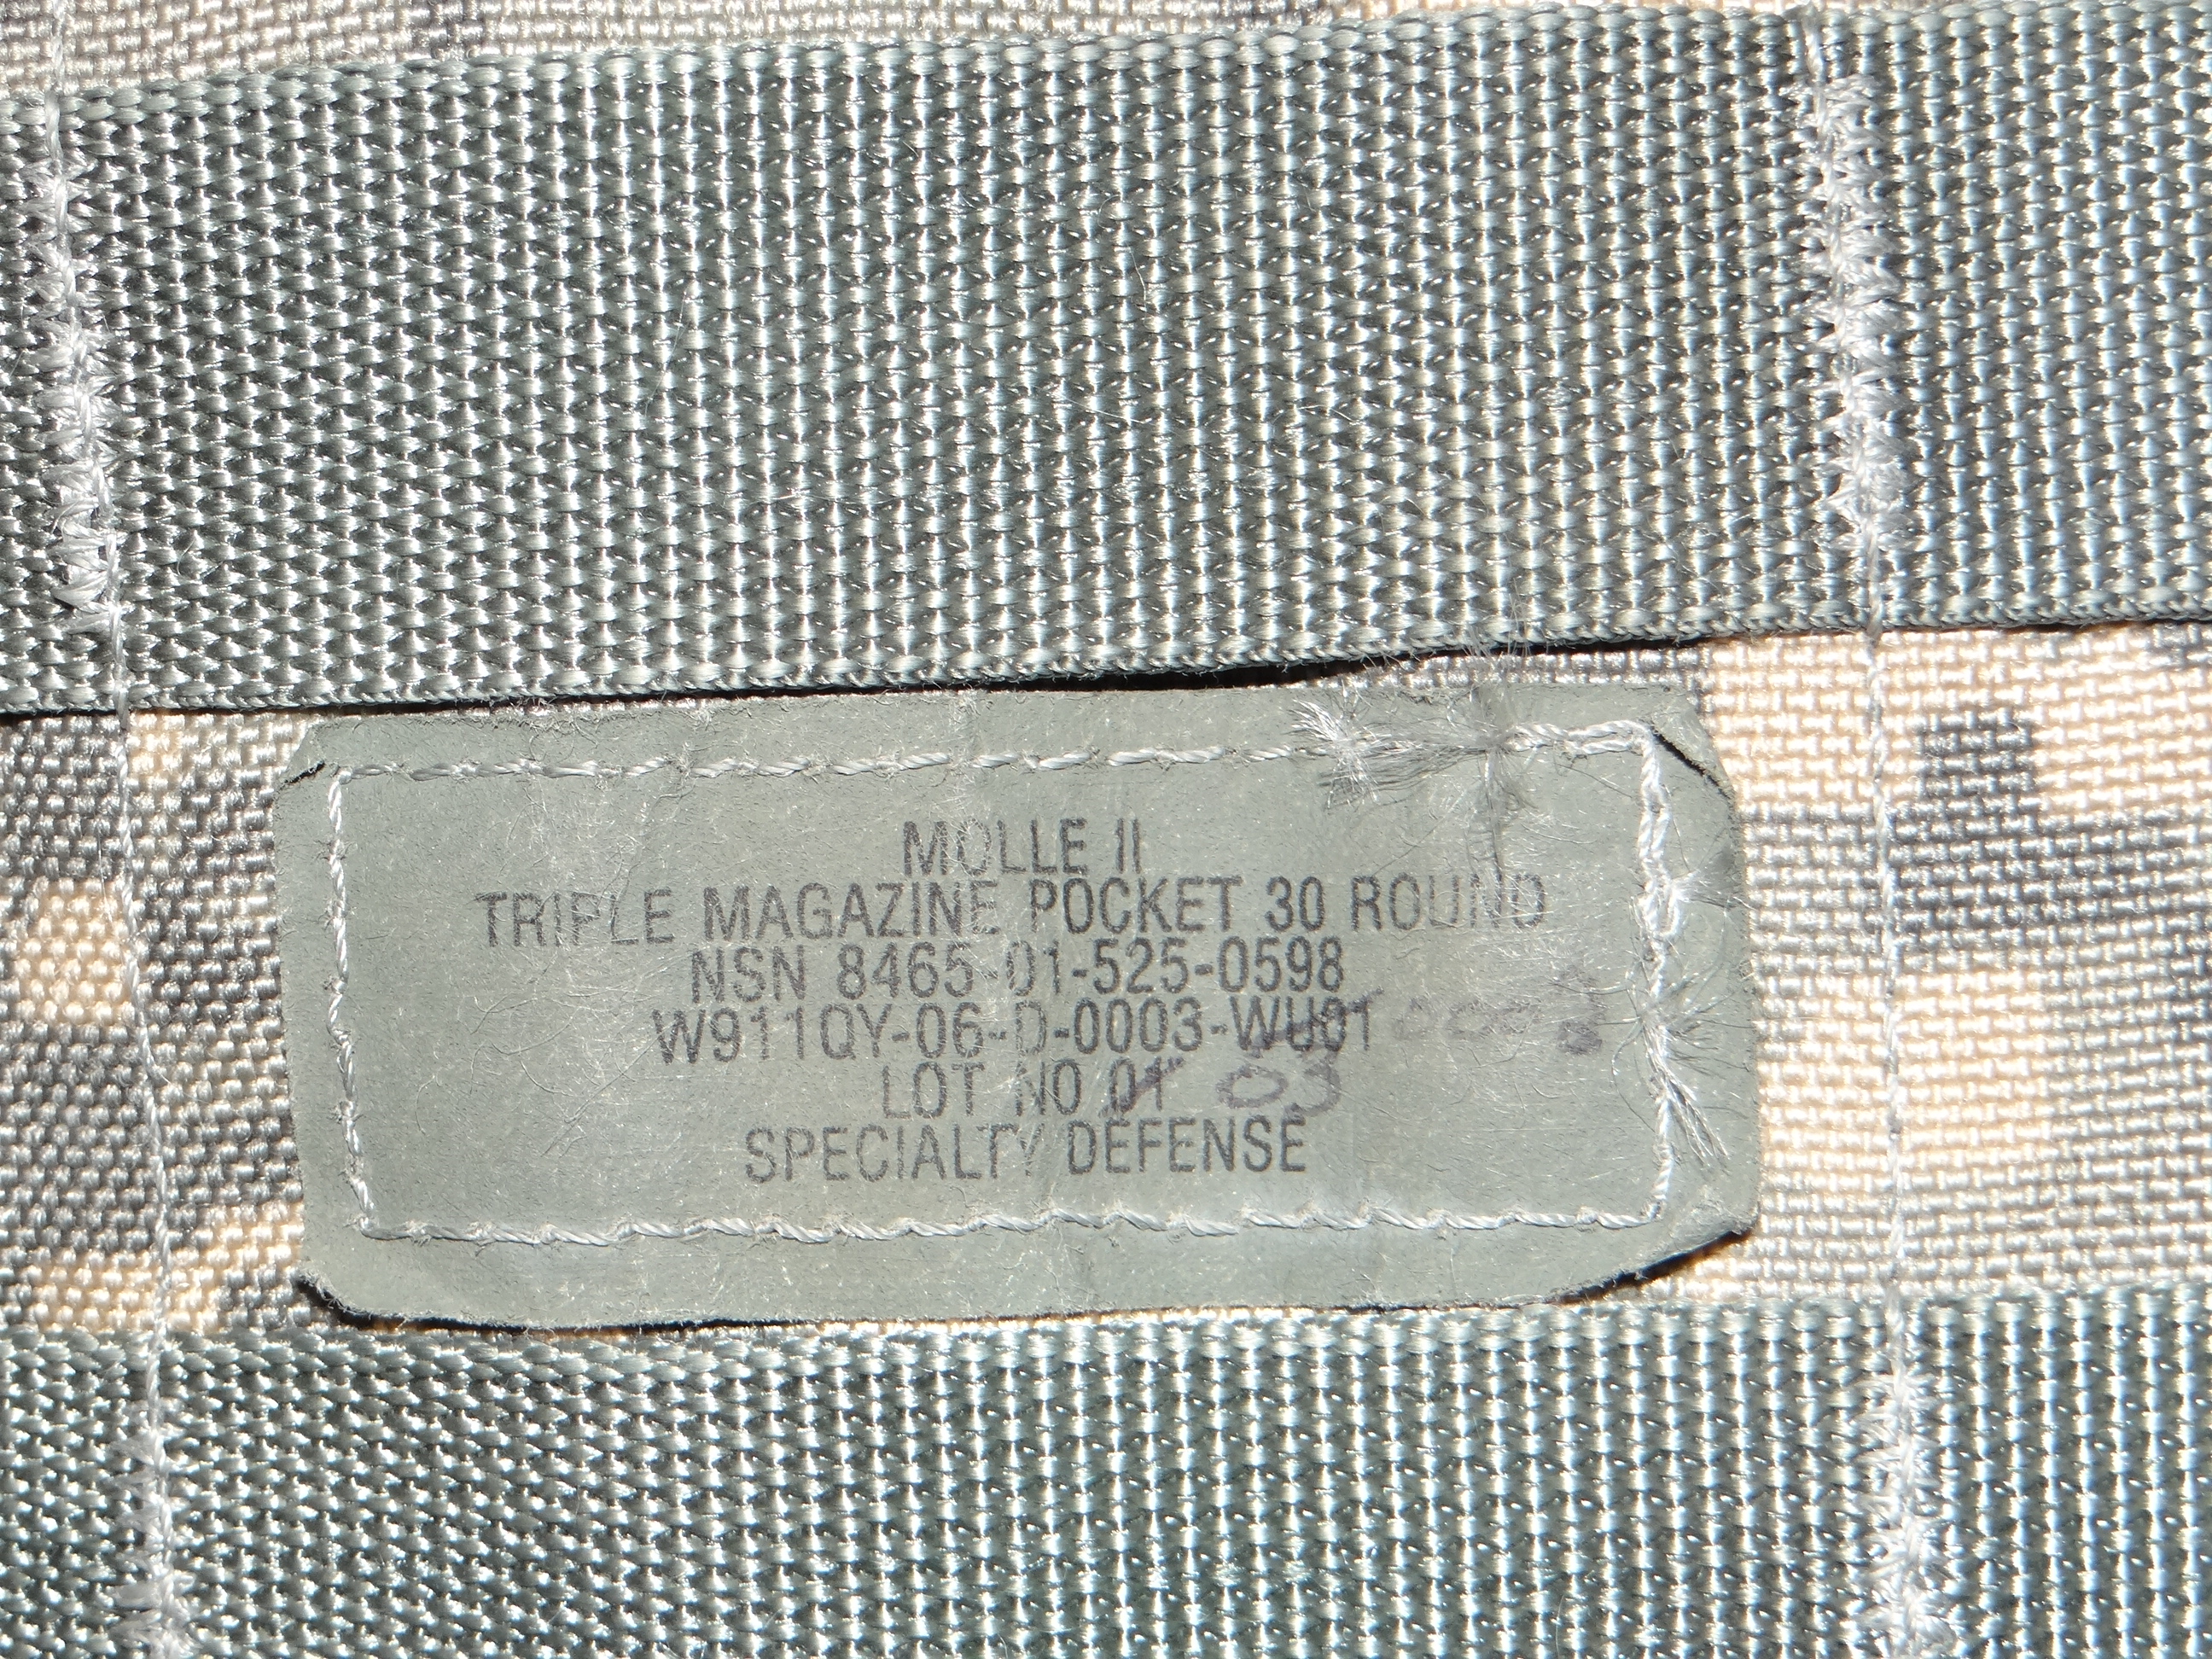 MOLLE II
TRIPLE MAGAZINE POCKET 30 ROUND
NSN 8465-01-525-0598
W911QY-06-D-0003-WU01
LOT NO 01 03
SPECIALTY DEFENSE